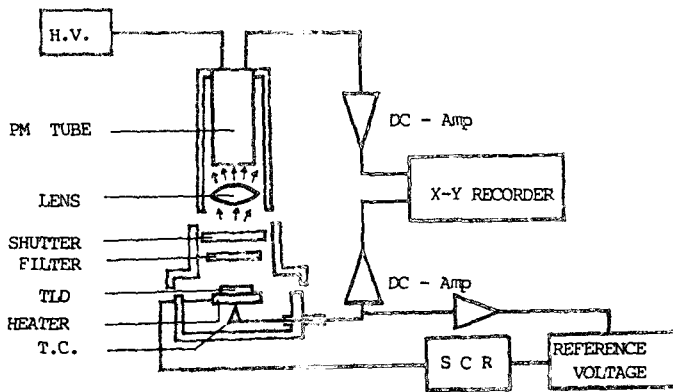 H.V.
PM TUBE
DC - Amp
LENS
X-Y RECORDER
SHUTTER
FILTER
TLD
DC - Amp
HEATER
T.C.
S C R
REFERENCE
VOLTAGE